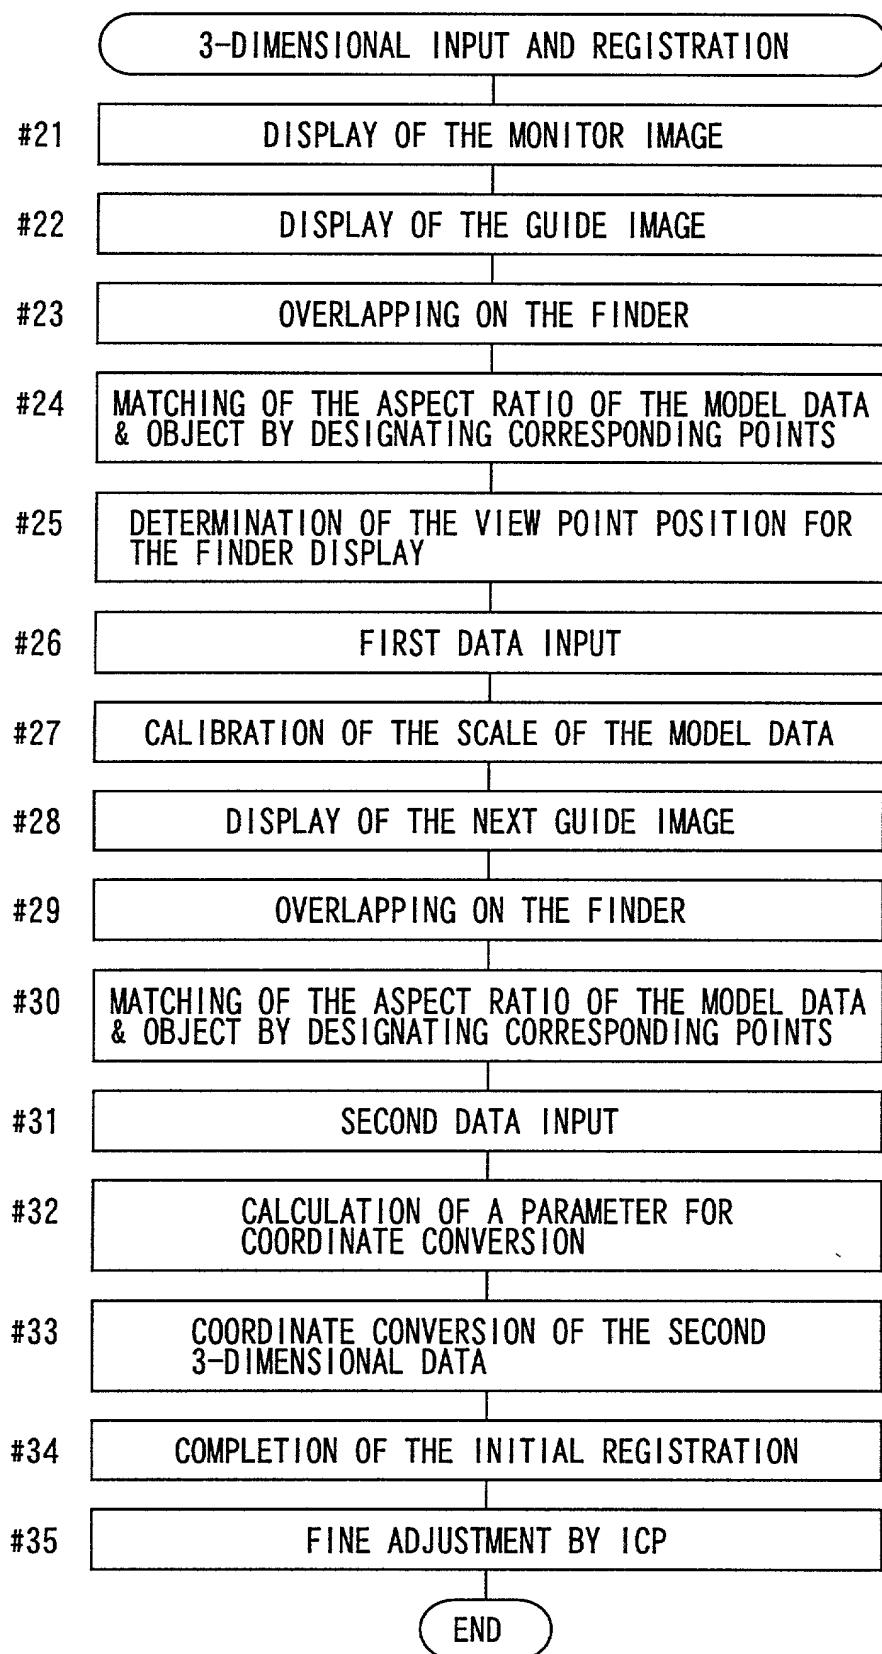 3-DIMENSIONAL INPUT AND REGISTRATION
#21 DISPLAY OF THE MONITOR IMAGE
#22 DISPLAY OF THE GUIDE IMAGE
#23 OVERLAPPING ON THE FINDER
#24 MATCHING OF THE ASPECT RATIO OF THE MODEL DATA
& OBJECT BY DESIGNATING CORRESPONDING POINTS
#25 DETERMINATION OF THE VIEW POINT POSITION FOR
THE FINDER DISPLAY
#26 FIRST DATA INPUT
#27 CALIBRATION OF THE SCALE OF THE MODEL DATA
#28 DISPLAY OF THE NEXT GUIDE IMAGE
#29 OVERLAPPING ON THE FINDER
#30 MATCHING OF THE ASPECT RATIO OF THE MODEL DATA
& OBJECT BY DESIGNATING CORRESPONDING POINTS
#31 SECOND DATA INPUT
#32 CALCULATION OF A PARAMETER FOR
COORDINATE CONVERSION
#33 COORDINATE CONVERSION OF THE SECOND
3-DIMENSIONAL DATA
#34 COMPLETION OF THE INITIAL REGISTRATION
#35 FINE ADJUSTMENT BY ICP
END